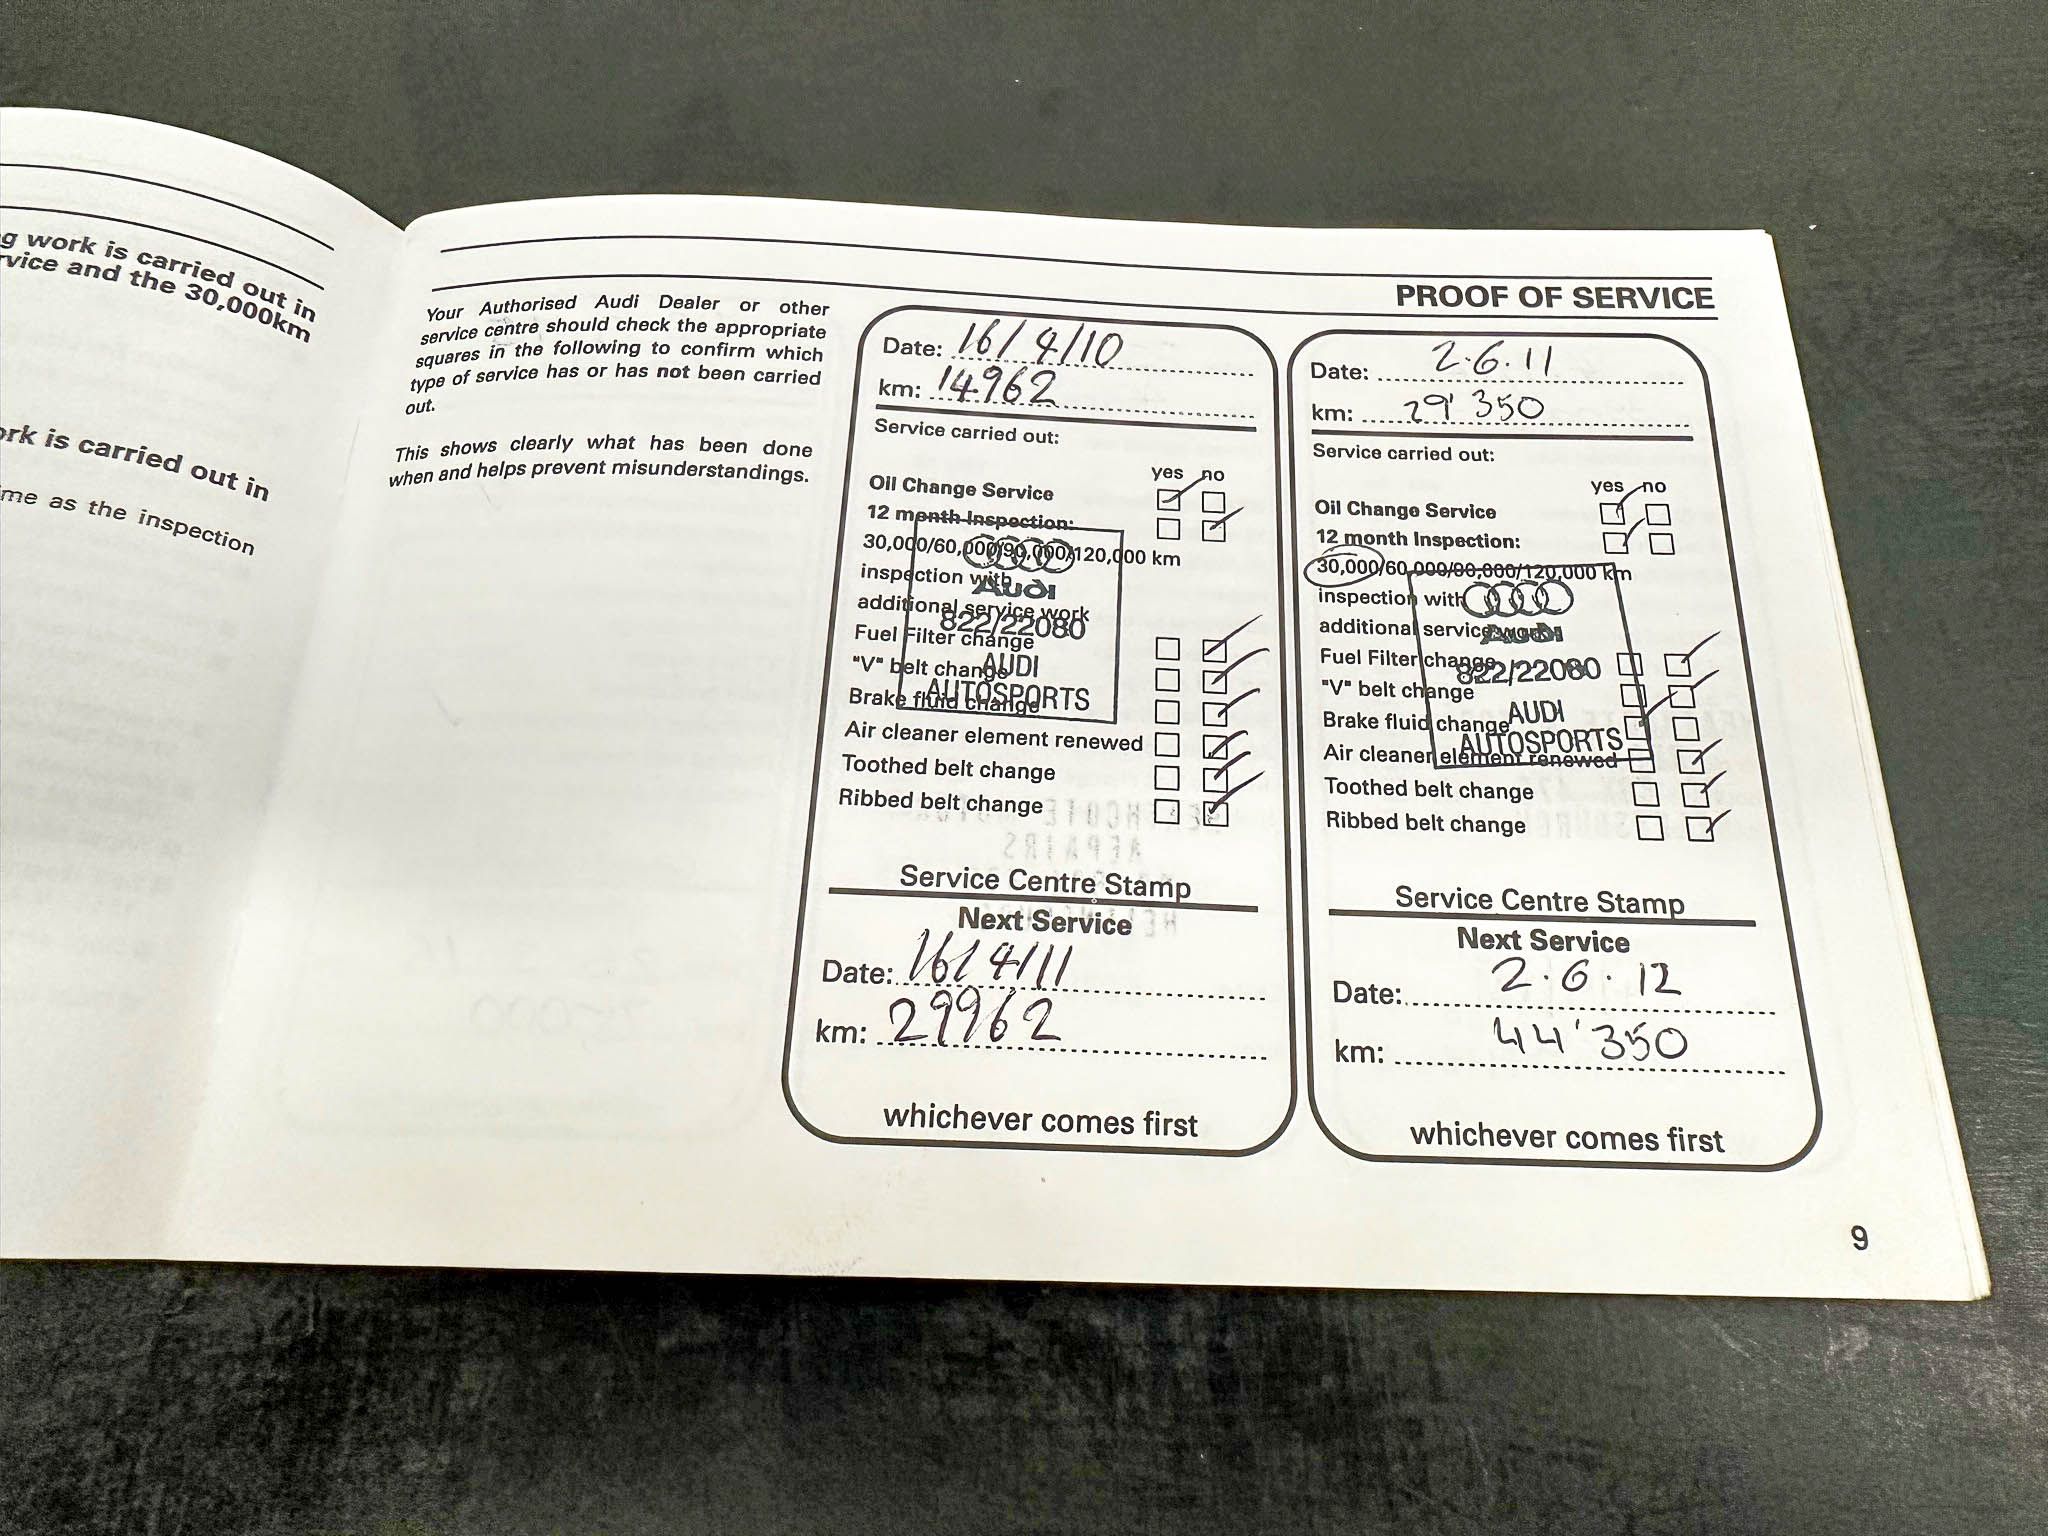 g work is carried out in
rvice and the 30,000km
ork is carried out in
me as the inspection
Your Authorised Audi Dealer or other
service centre should check the appropriate
squares in the following to confirm which
type of service has or has not been carried
out.
This shows clearly what has been done
when and helps prevent misunderstandings.
PROOF OF SERVICE
Date: 16/4/10
km: 14962
Service carried out:
yes no
Oil Change Service
12 month Inspection:
30,000/60,000/90,000/120,000 km
inspection with
additional service work
Fuel Filter change
"V" belt change
Brake fluid change
Air cleaner element renewed
Toothed belt change
Ribbed belt change
Audi
822/22080
AUDI
AUTOSPORTS
Service Centre Stamp
Next Service
Date: 16/4/11
km: 29962
whichever comes first
Date: 2.6.11
km: 29'350
Service carried out:
yes no
Oil Change Service
12 month Inspection:
30,000/60,000/90,000/120,000 km
inspection with
additional service work
Fuel Filter change
"V" belt change
Brake fluid change
Air cleaner element renewed
Toothed belt change
Ribbed belt change
Audi
822/22080
AUDI
AUTOSPORTS
Service Centre Stamp
Next Service
Date: 2.6.12
km: 44'350
whichever comes first
9